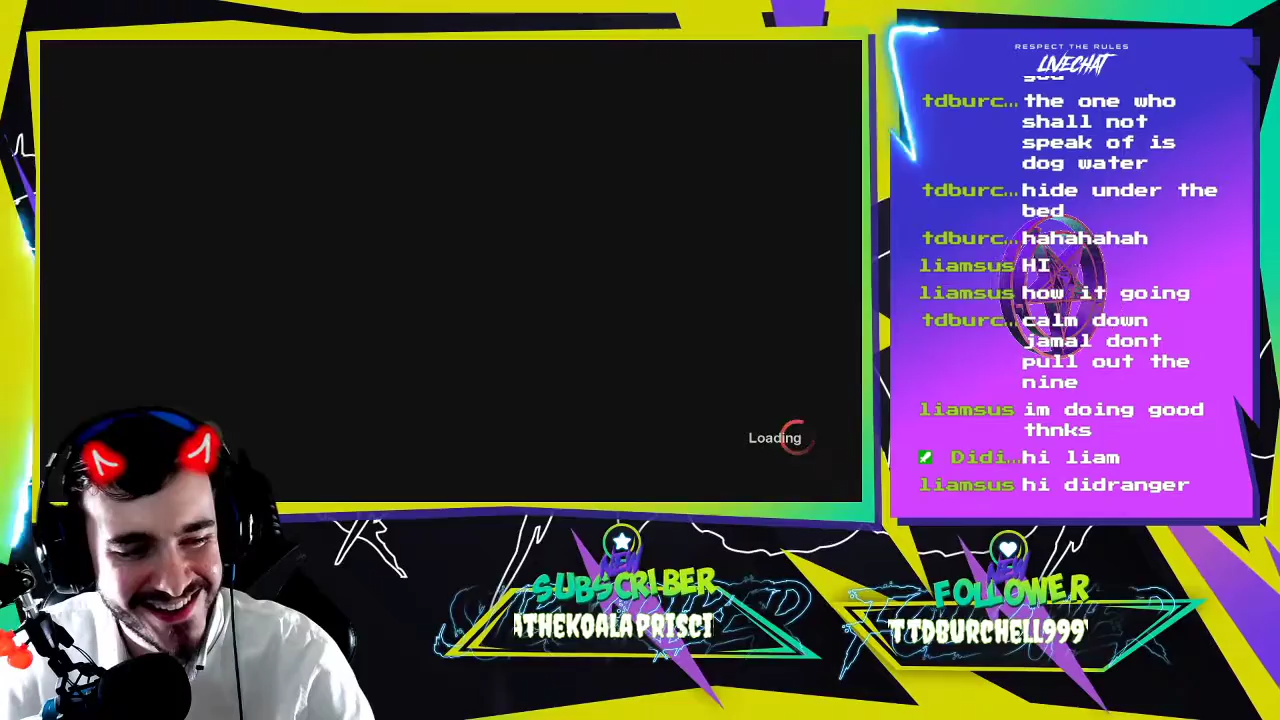 RESPECT THE RULES
LIVECHAT
tdburc... the one who
shall not
speak of is
dog water
tdburc... hide under the
bed
tdburc... hahahahah
liamsus HI
liamsus how it going
tdburc... calm down
jamal dont
pull out the
nine
liamsus im doing good
thnks
Didi... hi liam
liamsus hi didranger
Loading
NEW
SUBSCRIBER
ATHEKOALA PRISCI
NEW
FOLLOWER
TTDBURCHELL999